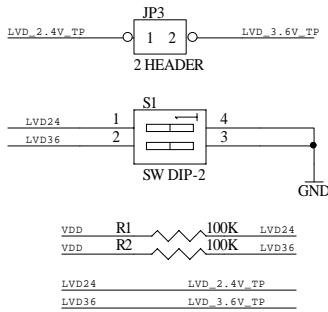 JP3
LVD_2.4V_TP 1 2 LVD_3.6V_TP
2 HEADER
S1
LVD24 1 4
LVD36 2 3
SW DIP-2
GND
VDD R1 100K LVD24
VDD R2 100K LVD36
LVD24 LVD_2.4V_TP
LVD36 LVD_3.6V_TP